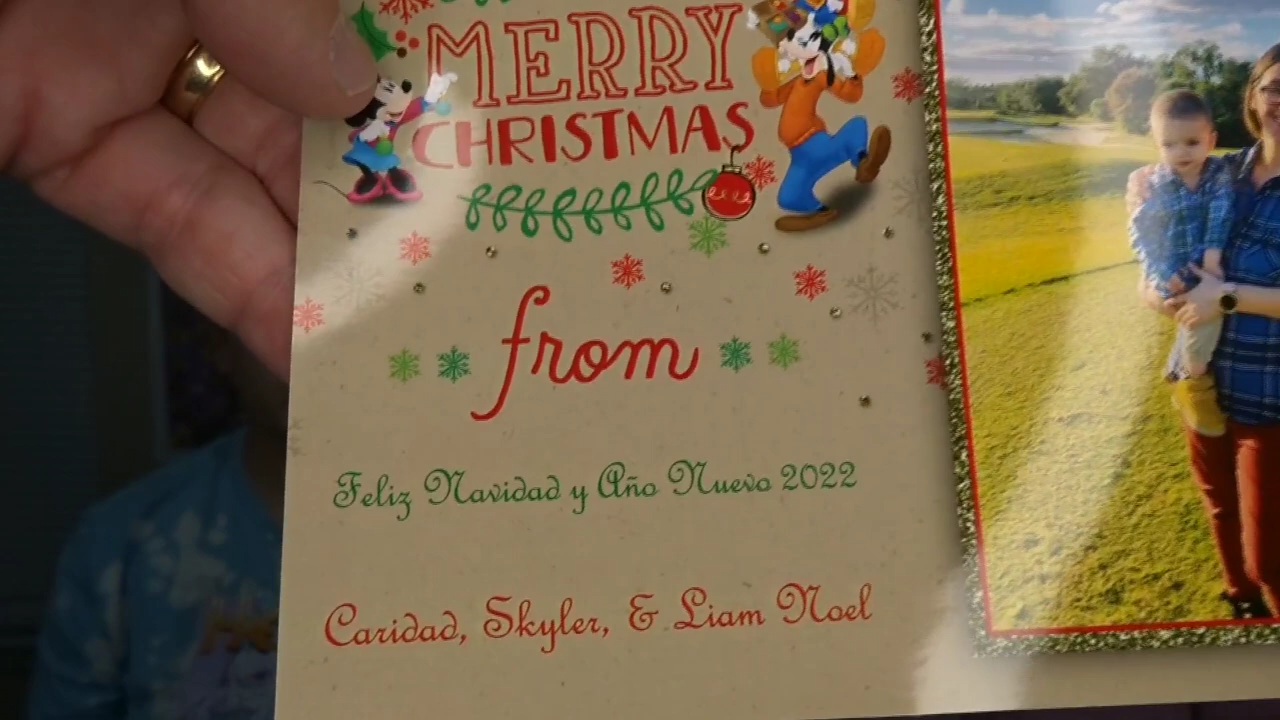 MERRY
CHRISTMAS
from
Feliz Navidad y Año Nuevo 2022
Caridad, Skyler, & Liam Noel